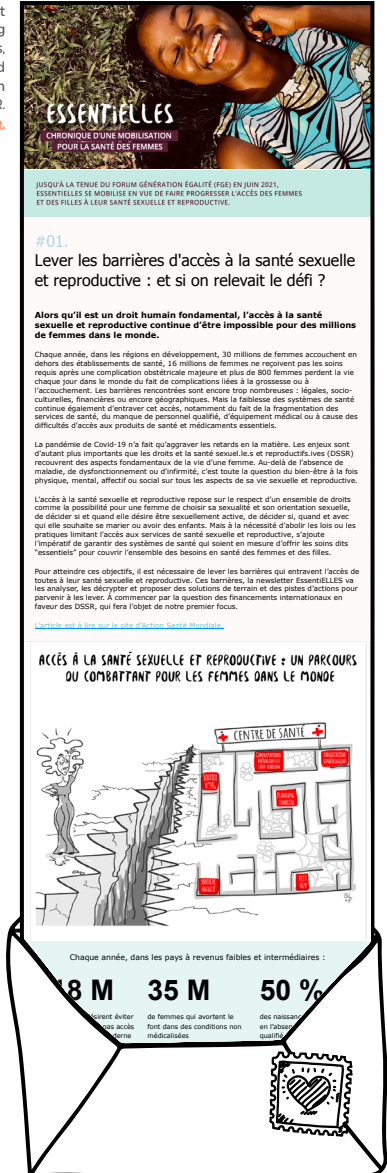 t
g
s,
d
n
R.
e.
ESSENTiELLES
CHRONIQUE D'UNE MOBILISATION
POUR LA SANTÉ DES FEMMES
JUSQU'À LA TENUE DU FORUM GÉNÉRATION ÉGALITÉ (FGE) EN JUIN 2021,
ESSENTIELLES SE MOBILISE EN VUE DE FAIRE PROGRESSER L'ACCÈS DES FEMMES
ET DES FILLES À LEUR SANTÉ SEXUELLE ET REPRODUCTIVE.
#01.
Lever les barrières d'accès à la santé sexuelle
et reproductive : et si on relevait le défi ?
Alors qu'il est un droit humain fondamental, l'accès à la santé
sexuelle et reproductive continue d'être impossible pour des millions
de femmes dans le monde.
Chaque année, dans les régions en développement, 30 millions de femmes accouchent en
dehors des établissements de santé, 16 millions de femmes ne reçoivent pas les soins
requis après une complication obstétricale majeure et plus de 800 femmes perdent la vie
chaque jour dans le monde du fait de complications liées à la grossesse ou à
l'accouchement. Les barrières rencontrées sont encore trop nombreuses : légales, socio-
culturelles, financières ou encore géographiques. Mais la faiblesse des systèmes de santé
continue également d'entraver cet accès, notamment du fait de la fragmentation des
services de santé, du manque de personnel qualifié, d'équipement médical ou à cause des
difficultés d'accès aux produits de santé et médicaments essentiels.
La pandémie de Covid-19 n'a fait qu'aggraver les retards en la matière. Les enjeux sont
d'autant plus importants que les droits et la santé sexuel.le.s et reproductifs.ives (DSSR)
recouvrent des aspects fondamentaux de la vie d'une femme. Au-delà de l'absence de
maladie, de dysfonctionnement ou d'infirmité, c'est toute la question du bien-être à la fois
physique, mental, affectif ou social sur tous les aspects de sa vie sexuelle et reproductive.
L'accès à la santé sexuelle et reproductive repose sur le respect d'un ensemble de droits
comme la possibilité pour une femme de choisir sa sexualité et son orientation sexuelle,
de décider si et quand elle désire être sexuellement active, de décider si, quand et avec
qui elle souhaite se marier ou avoir des enfants. Mais à la nécessité d'abolir les lois ou les
pratiques limitant l'accès aux services de santé sexuelle et reproductive, s'ajoute
l'impératif de garantir des systèmes de santé qui soient en mesure d'offrir les soins dits
"essentiels" pour couvrir l'ensemble des besoins en santé des femmes et des filles.
Pour atteindre ces objectifs, il est nécessaire de lever les barrières qui entravent l'accès de
toutes à leur santé sexuelle et reproductive. Ces barrières, la newsletter EssentiELLES va
les analyser, les décrypter et proposer des solutions de terrain et des pistes d'actions pour
parvenir à les lever. À commencer par la question des financements internationaux en
faveur des DSSR, qui fera l'objet de notre premier focus.
L'article est à lire sur le site d'Action Santé Mondiale.
ACCÈS À LA SANTÉ SEXUELLE ET REPRODUCTIVE : UN PARCOURS
DU COMBATTANT POUR LES FEMMES DANS LE MONDE
CENTRE DE SANTÉ
SERVICE
D'IVG
PLANNING
FAMILIAL
TEST
HIV
Chaque année, dans les pays à revenus faibles et intermédiaires :
8 M
35 M
50 %
désirent éviter
pas accès
derne
de femmes qui avortent le
font dans des conditions non
médicalisées
des naissanc
en l'absen
qualifié